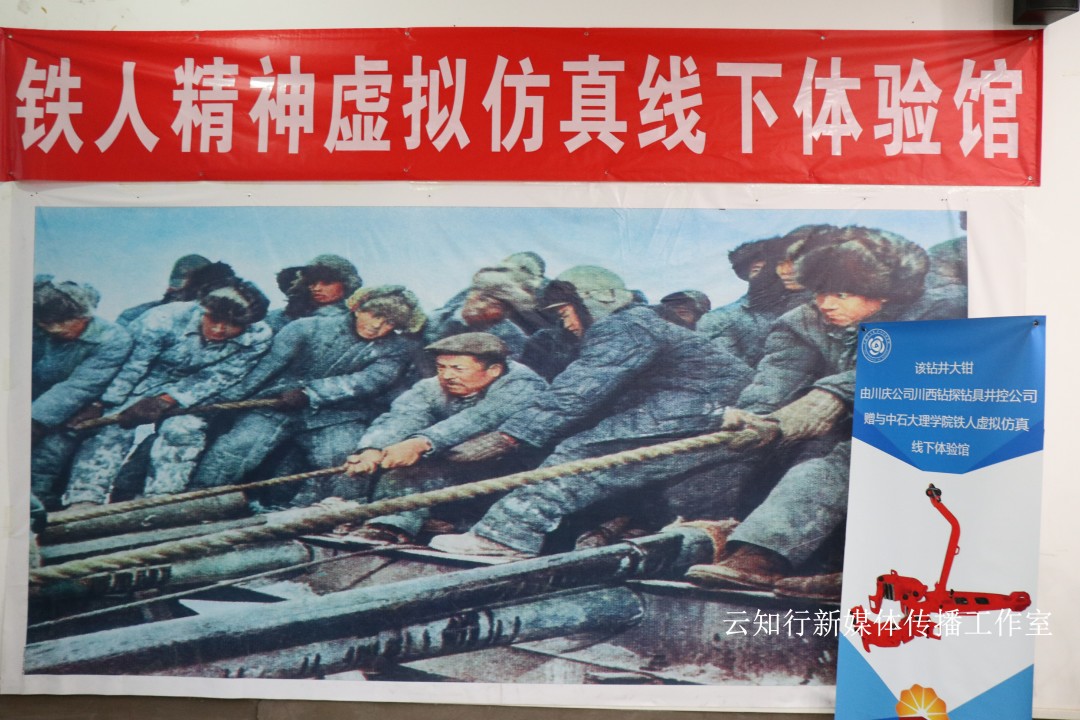 铁人精神虚拟仿真线下体验馆
该钻井大钳
由川庆公司川西钻探钻具井控公司
赠与中石大理学院铁人虚拟仿真
线下体验馆
云知行新媒体传播工作室